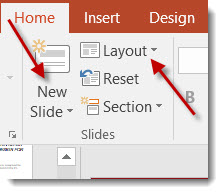 Home Insert Design
New
Slide
Layout
Reset
Section
B
Slides